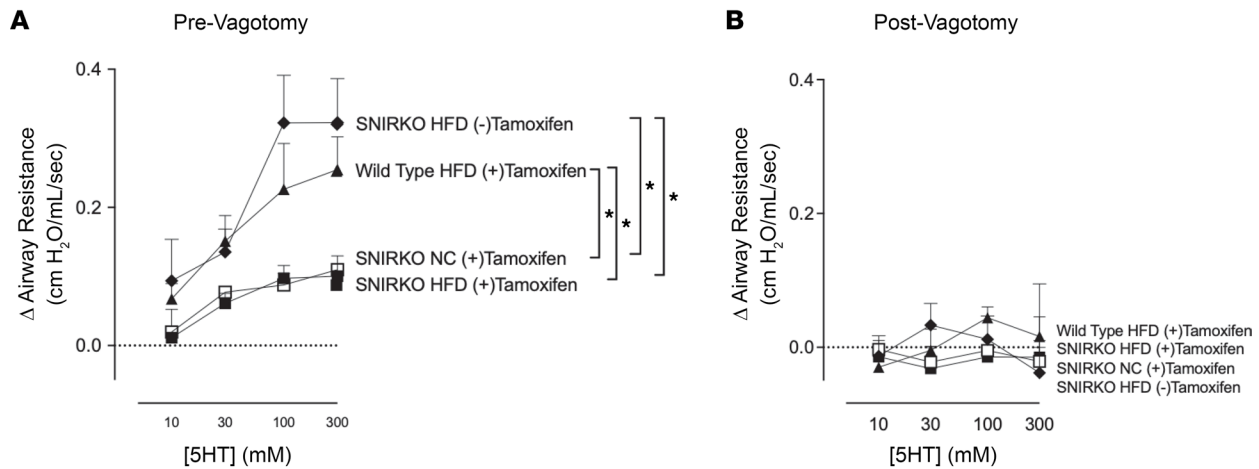 A
Pre-Vagotomy
Δ Airway Resistance
(cm H₂O/mL/sec)
0.4
0.2
0.0
SNIRKO HFD (-)Tamoxifen
Wild Type HFD (+)Tamoxifen
SNIRKO NC (+)Tamoxifen
SNIRKO HFD (+)Tamoxifen
* * * *
10 30 100 300
[5HT] (mM)
B
Post-Vagotomy
Δ Airway Resistance
(cm H₂O/mL/sec)
0.4
0.2
0.0
Wild Type HFD (+)Tamoxifen
SNIRKO HFD (+)Tamoxifen
SNIRKO NC (+)Tamoxifen
SNIRKO HFD (-)Tamoxifen
10 30 100 300
[5HT] (mM)